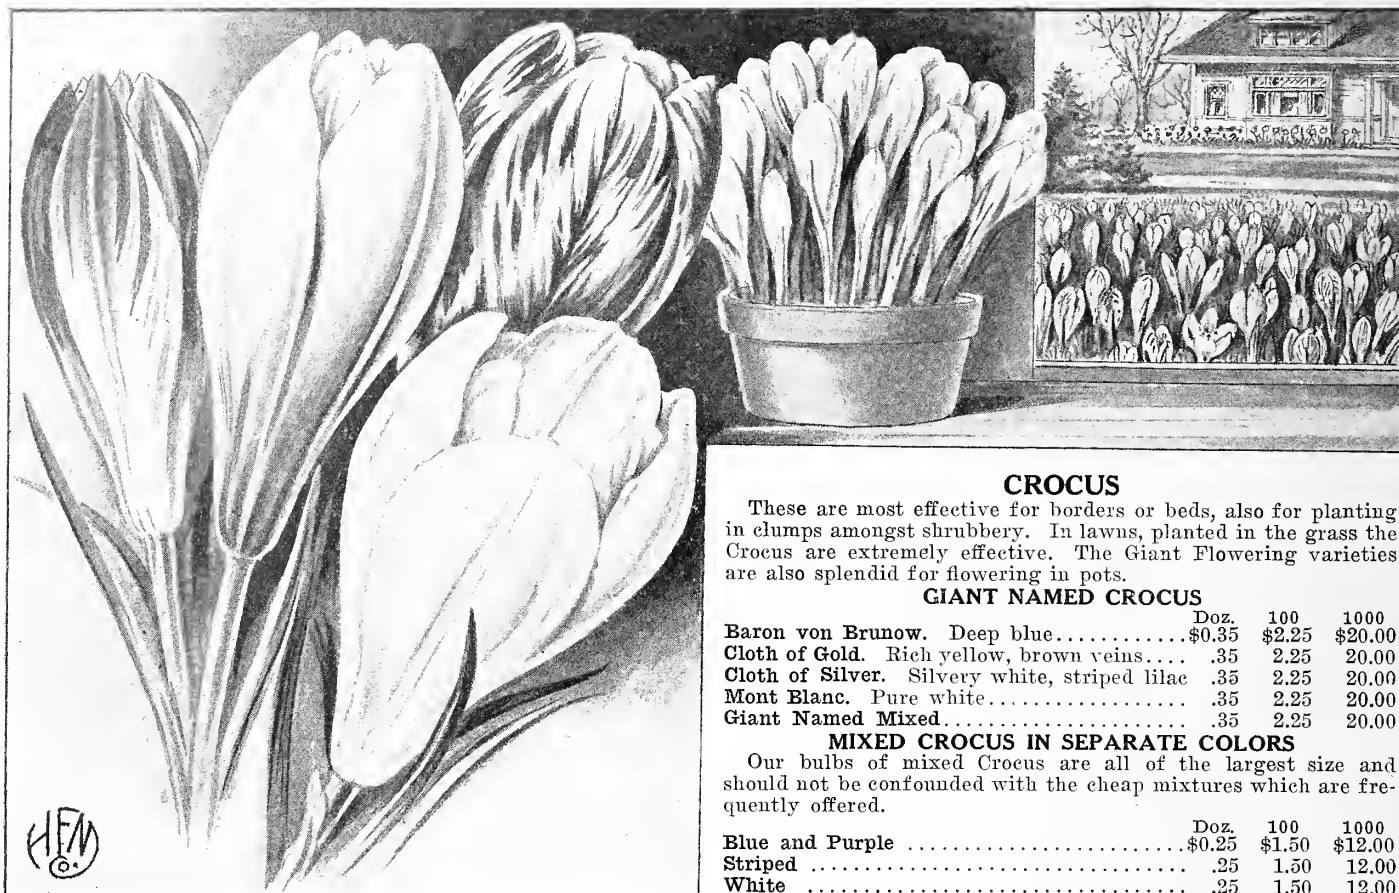 CROCUS
These are most effective for borders or beds, also for planting
in clumps amongst shrubbery. In lawns, planted in the grass the
Crocus are extremely effective. The Giant Flowering varieties
are also splendid for flowering in pots.
GIANT NAMED CROCUS
Doz. 100 1000
Baron von Brunow. Deep blue............$0.35 $2.25 $20.00
Cloth of Gold. Rich yellow, brown veins.... .35 2.25 20.00
Cloth of Silver. Silvery white, striped lilac .35 2.25 20.00
Mont Blanc. Pure white.................. .35 2.25 20.00
Giant Named Mixed....................... .35 2.25 20.00
MIXED CROCUS IN SEPARATE COLORS
Our bulbs of mixed Crocus are all of the largest size and
should not be confounded with the cheap mixtures which are fre-
quently offered.
Doz. 100 1000
Blue and Purple .........................$0.25 $1.50 $12.00
Striped ................................... .25 1.50 12.00
White .................................... .25 1.50 12.00
HFM
Co.